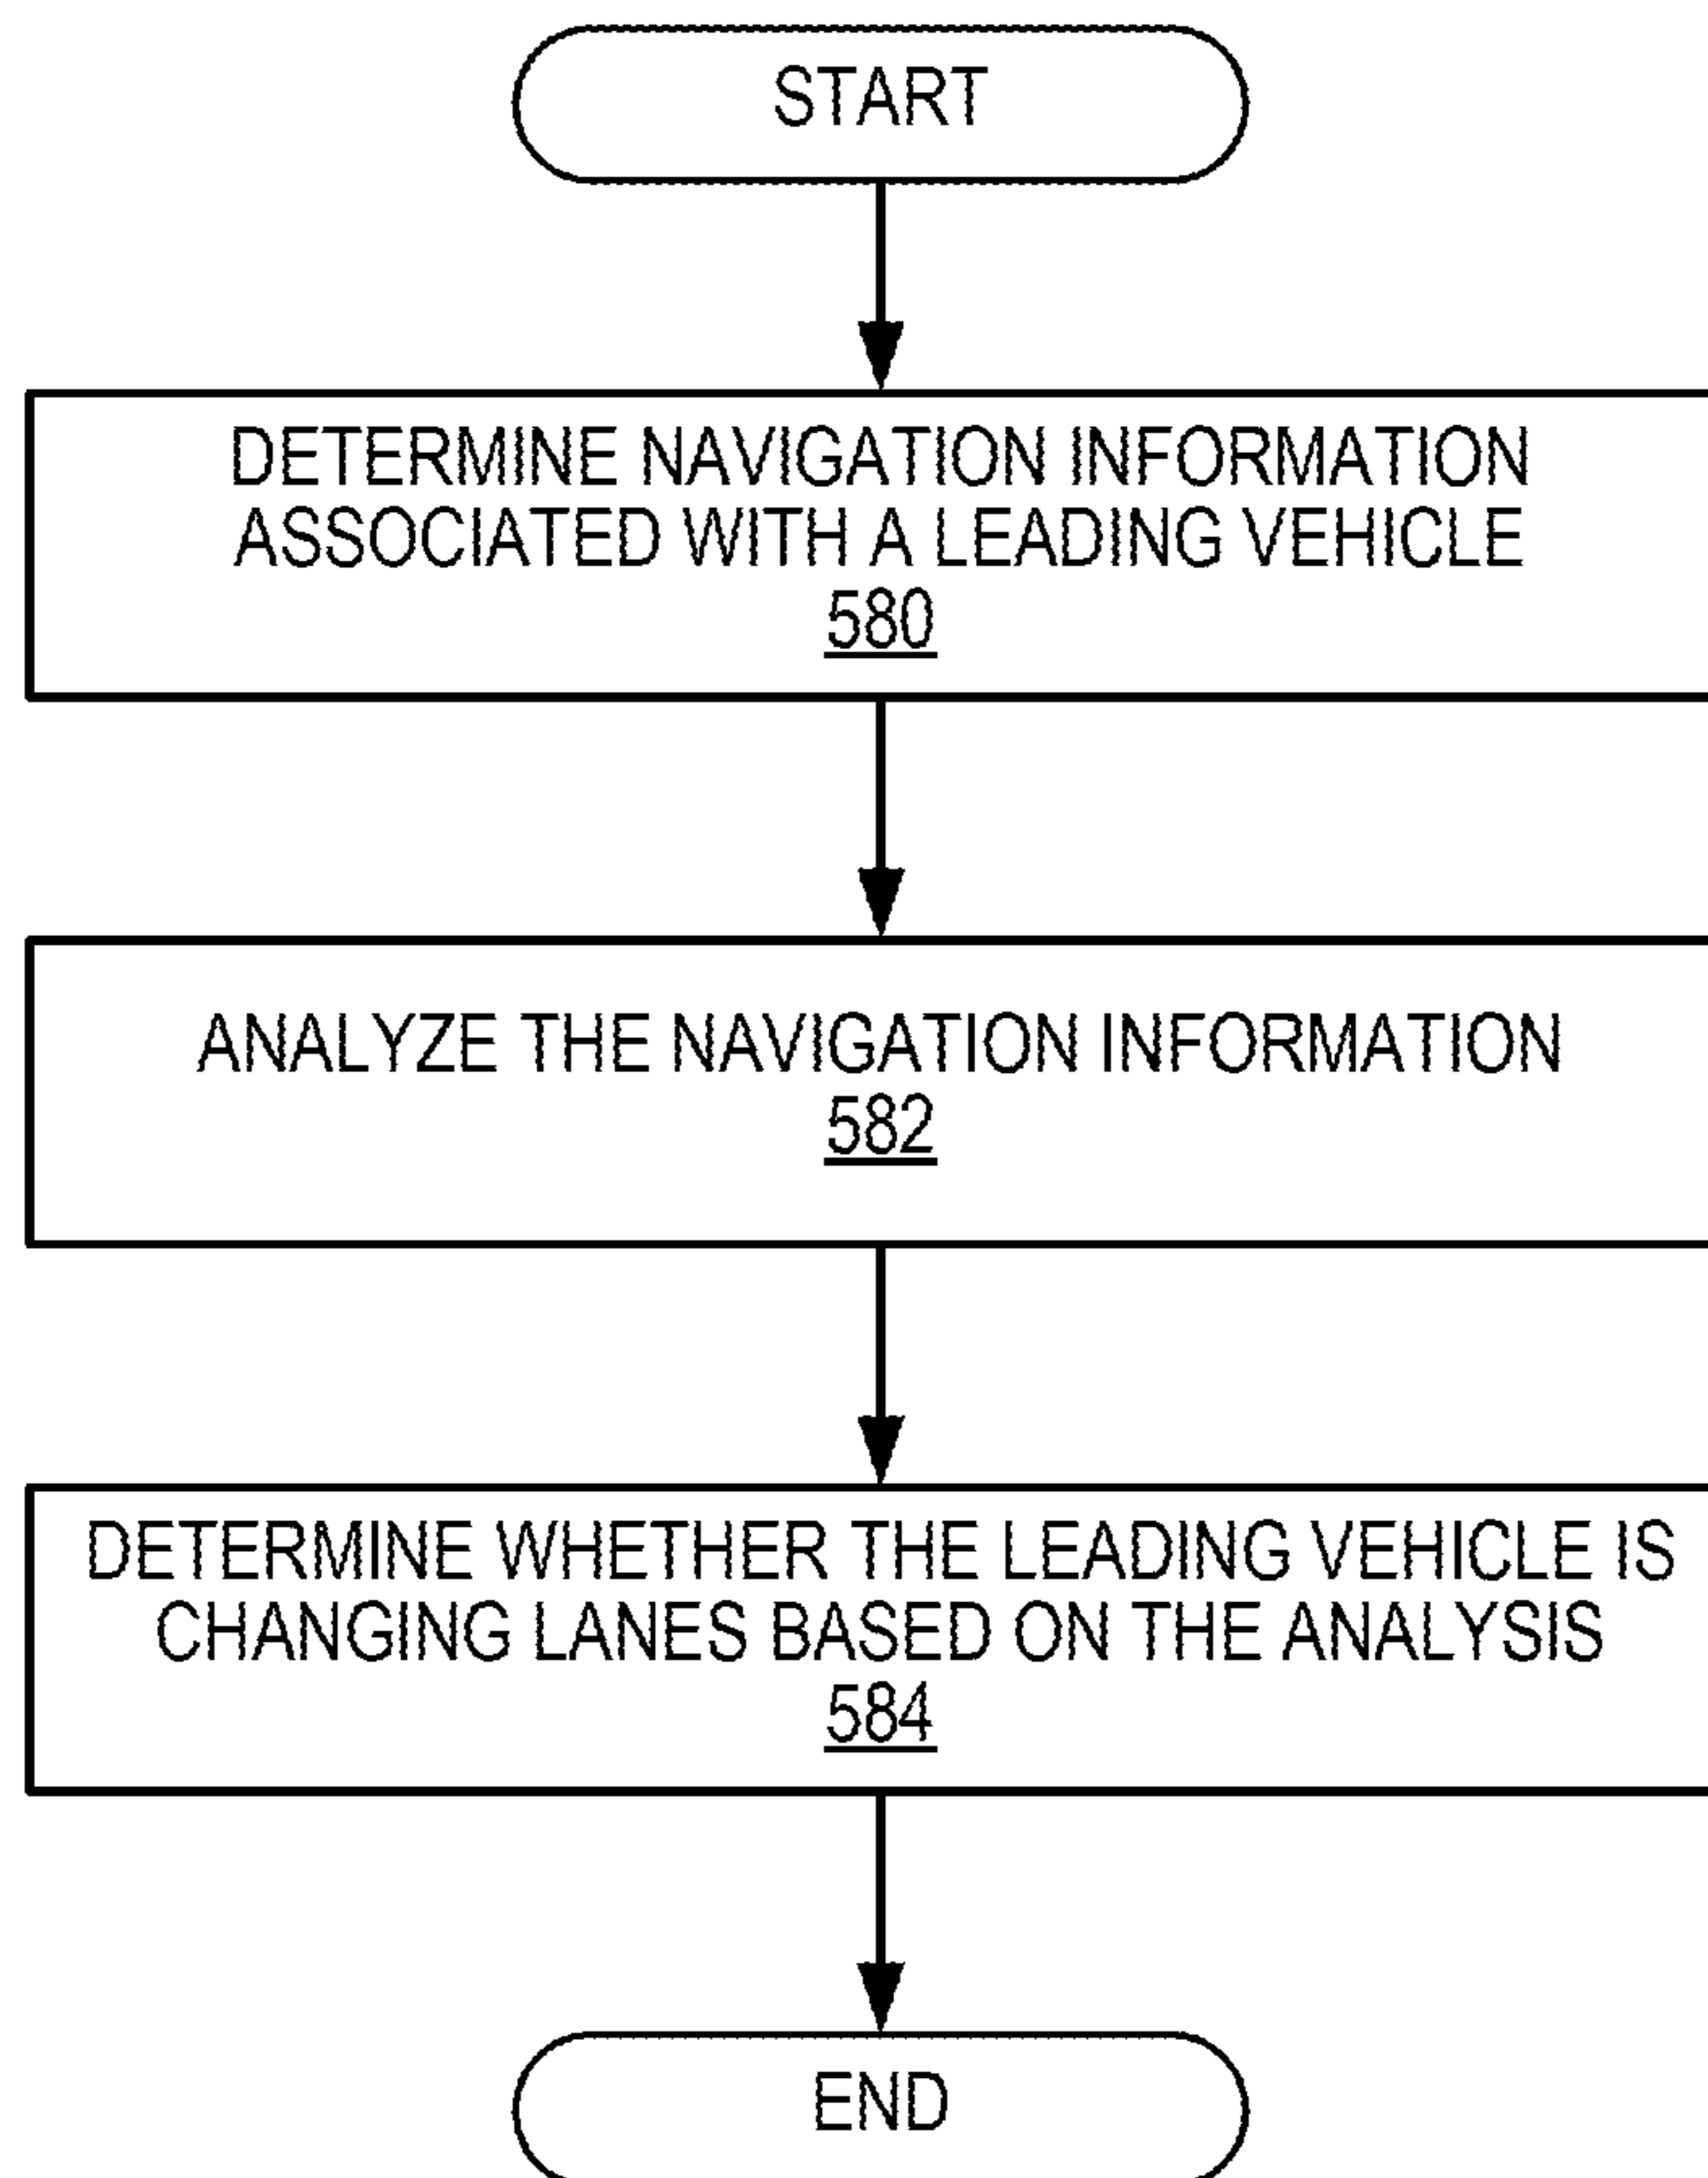 START
DETERMINE NAVIGATION INFORMATION
ASSOCIATED WITH A LEADING VEHICLE
580
ANALYZE THE NAVIGATION INFORMATION
582
DETERMINE WHETHER THE LEADING VEHICLE IS
CHANGING LANES BASED ON THE ANALYSIS
584
END